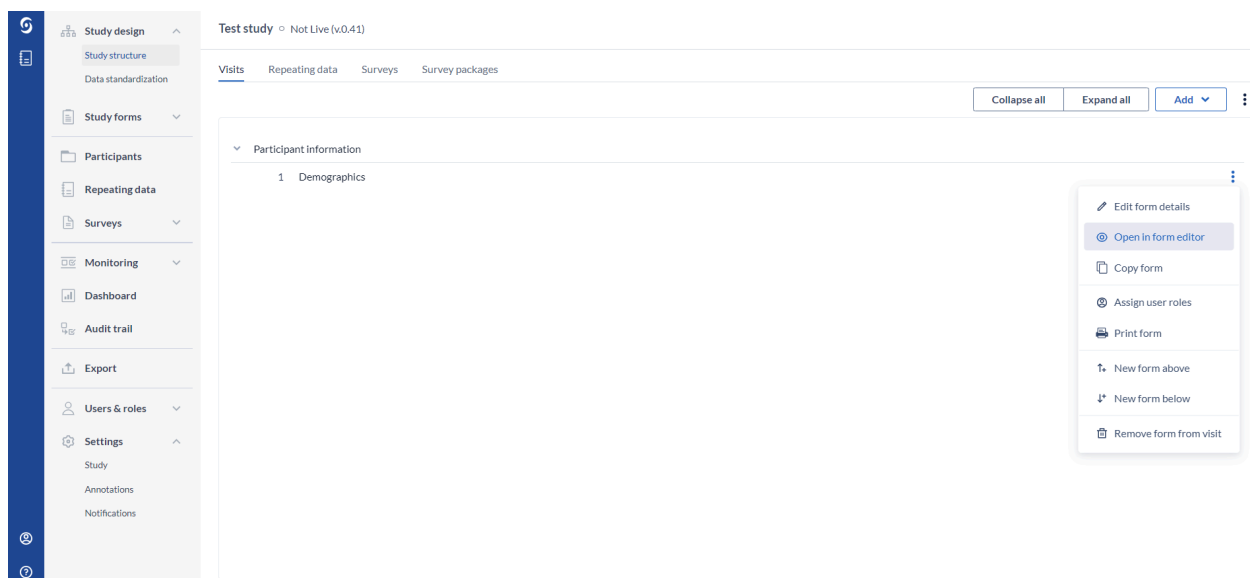 Study design
Study structure
Data standardization
Study forms
Participants
Repeating data
Surveys
Monitoring
Dashboard
Audit trail
Export
Users & roles
Settings
Study
Annotations
Notifications
Test study Not Live (v.0.41)
Visits Repeating data Surveys Survey packages
Collapse all Expand all Add
Participant information
1 Demographics
Edit form details
Open in form editor
Copy form
Assign user roles
Print form
New form above
New form below
Remove form from visit